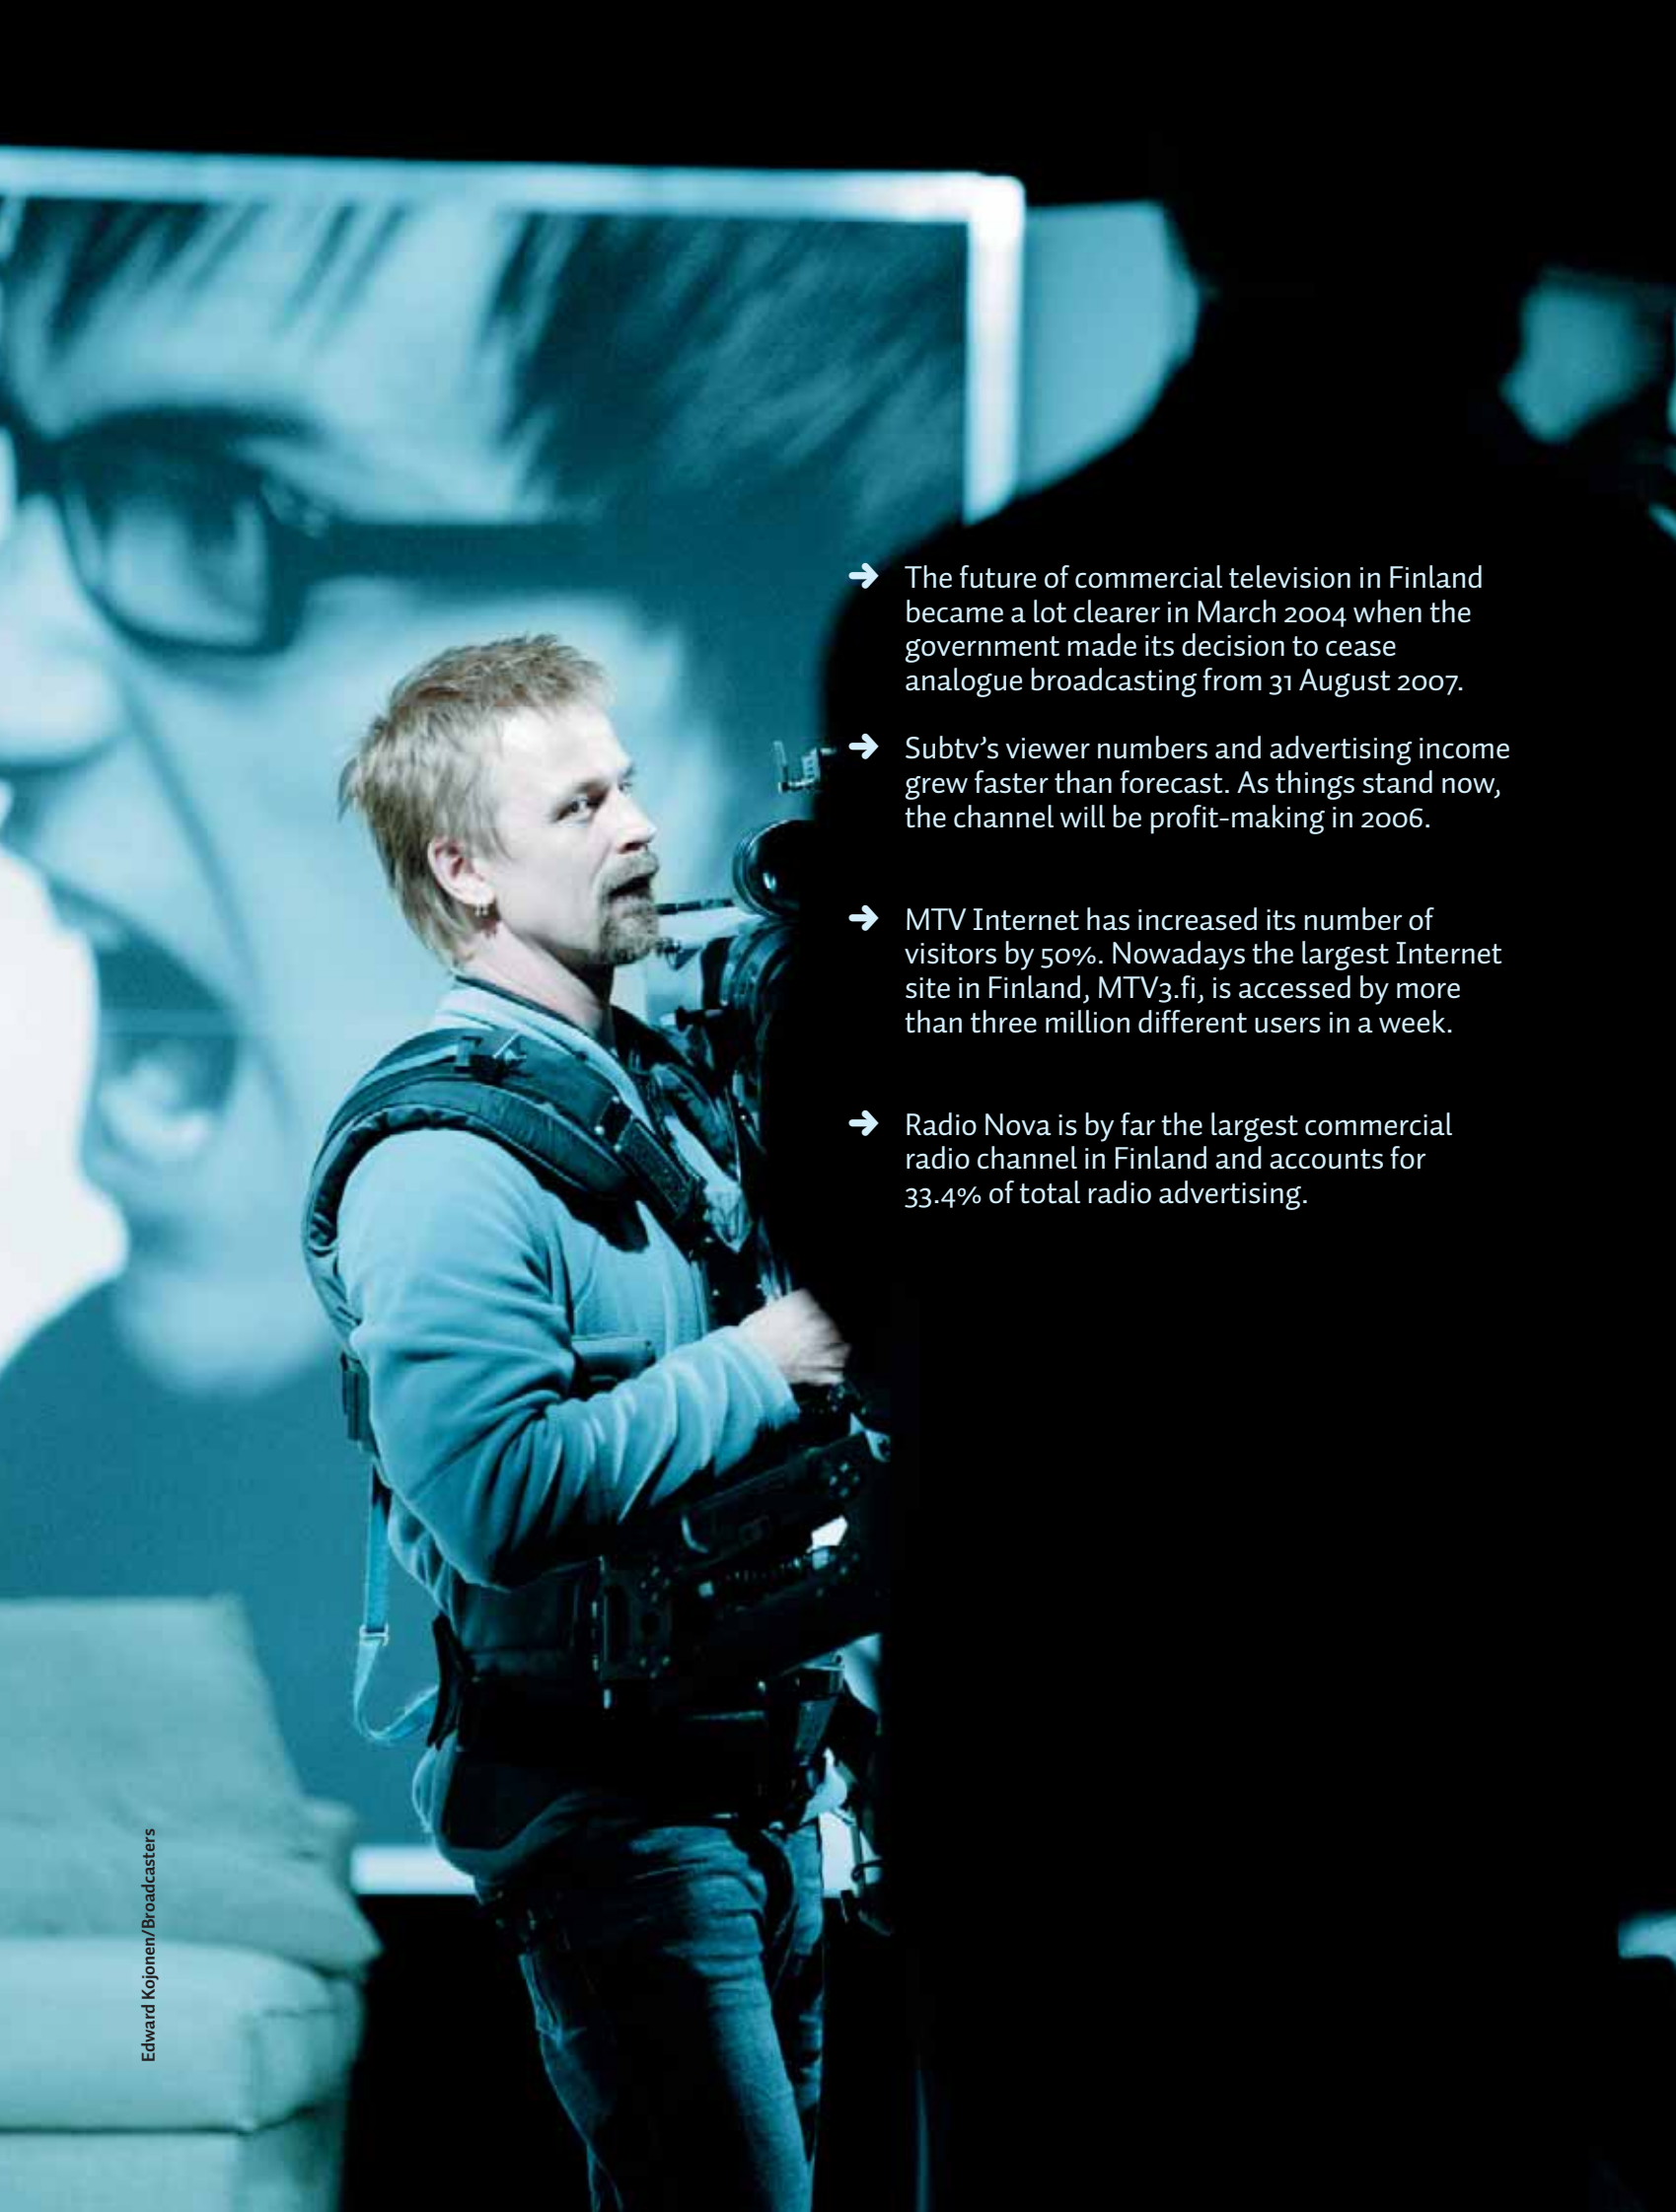 ➔ The future of commercial television in Finland
became a lot clearer in March 2004 when the
government made its decision to cease
analogue broadcasting from 31 August 2007.
➔ Subtv’s viewer numbers and advertising income
grew faster than forecast. As things stand now,
the channel will be profit-making in 2006.
➔ MTV Internet has increased its number of
visitors by 50%. Nowadays the largest Internet
site in Finland, MTV3.fi, is accessed by more
than three million different users in a week.
➔ Radio Nova is by far the largest commercial
radio channel in Finland and accounts for
33.4% of total radio advertising.
Edward Kojonen/Broadcasters